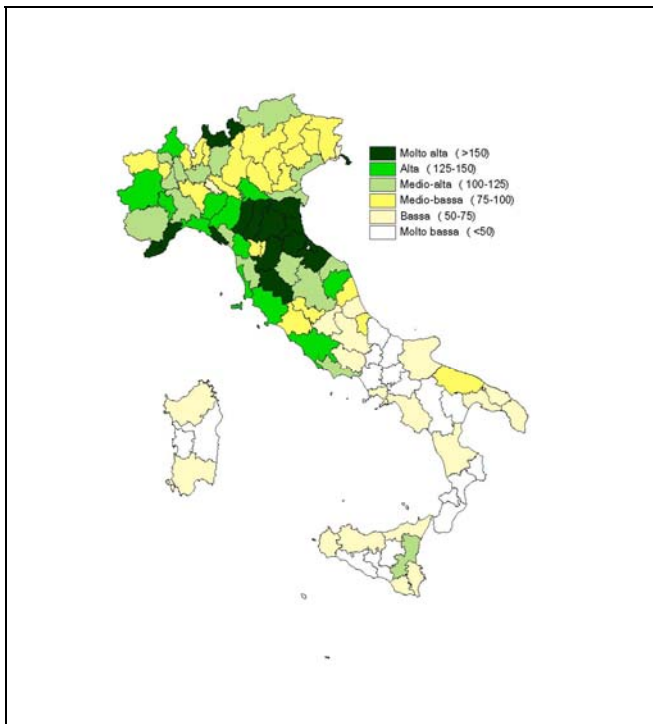 Molto alta (>150)
Alta (125-150)
Medio-alta (100-125)
Medio-bassa (75-100)
Bassa (50-75)
Molto bassa (<50)